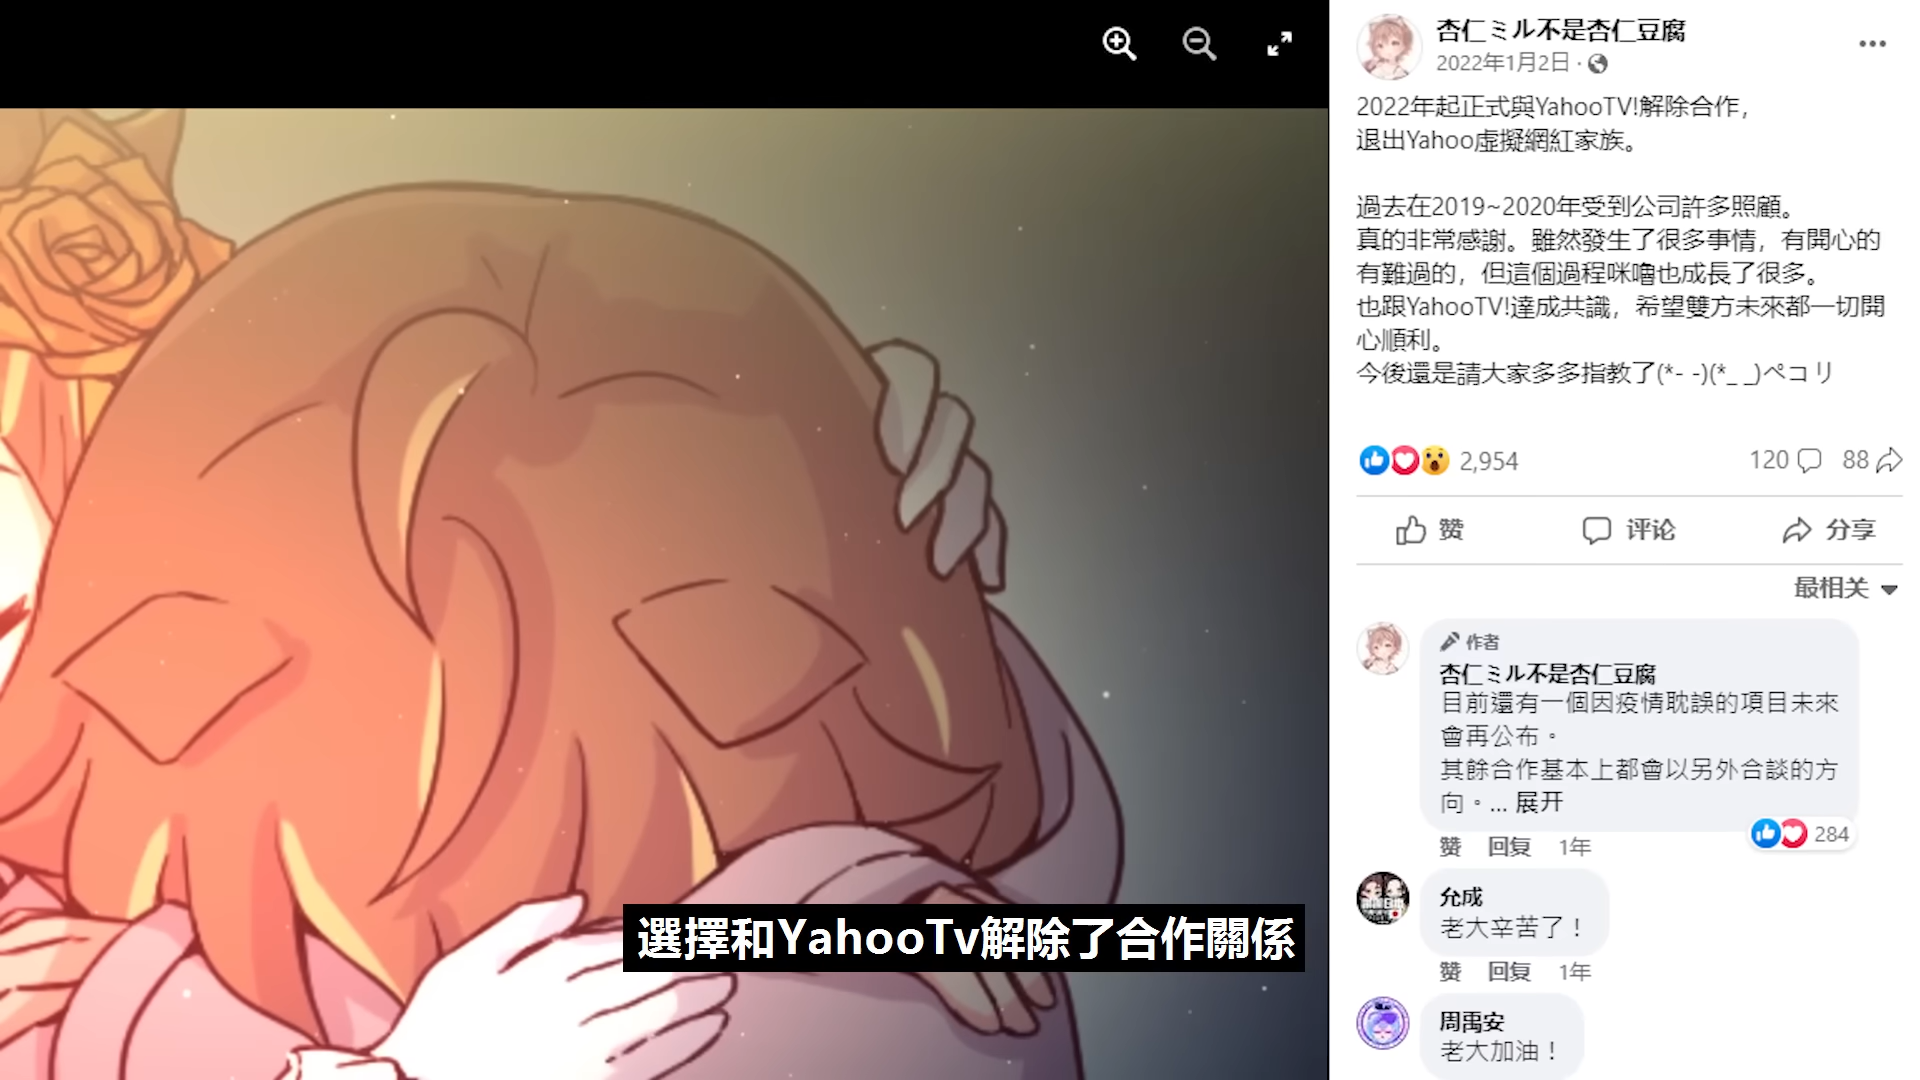 杏仁ミル不是杏仁豆腐
2022年1月2日 ·
2022年起正式與YahooTV!解除合作，
退出Yahoo虛擬網紅家族。
過去在2019~2020年受到公司許多照顧。
真的非常感謝。雖然發生了很多事情，有開心的
有難過的，但這個過程咪嚕也成長了很多。
也跟YahooTV!達成共識，希望雙方未來都一切開
心順利。
今後還是請大家多多指教了(*- -)(*_ _)ペコリ
2,954
120
88
赞
评论
分享
最相关
作者
杏仁ミル不是杏仁豆腐
目前還有一個因疫情耽誤的項目未來
會再公布。
其餘合作基本上都會以另外合談的方
向。... 展开
284
赞 回复 1年
允成
老大辛苦了！
赞 回复 1年
周禹安
老大加油！
選擇和YahooTv解除了合作關係